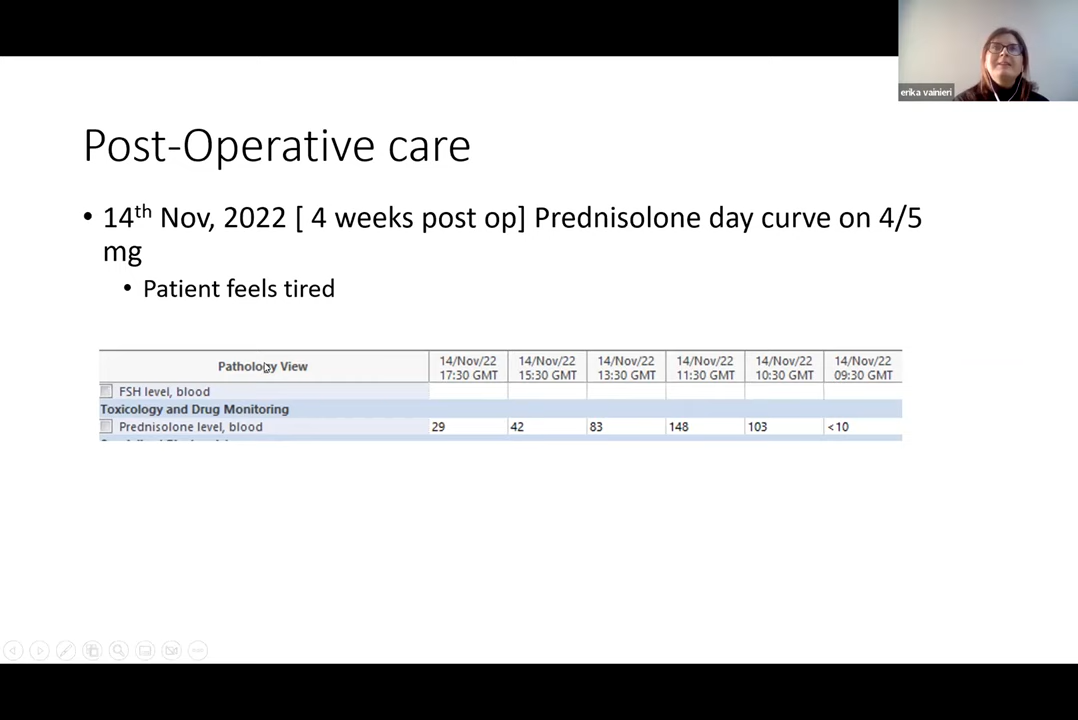 erika vainieri
Post-Operative care
• 14th Nov, 2022 [ 4 weeks post op] Prednisolone day curve on 4/5
mg
• Patient feels tired
Pathology View 14/Nov/22 14/Nov/22 14/Nov/22 14/Nov/22 14/Nov/22 14/Nov/22
17:30 GMT 15:30 GMT 13:30 GMT 11:30 GMT 10:30 GMT 09:30 GMT
FSH level, blood
Toxicology and Drug Monitoring
Prednisolone level, blood 29 42 83 148 103 <10